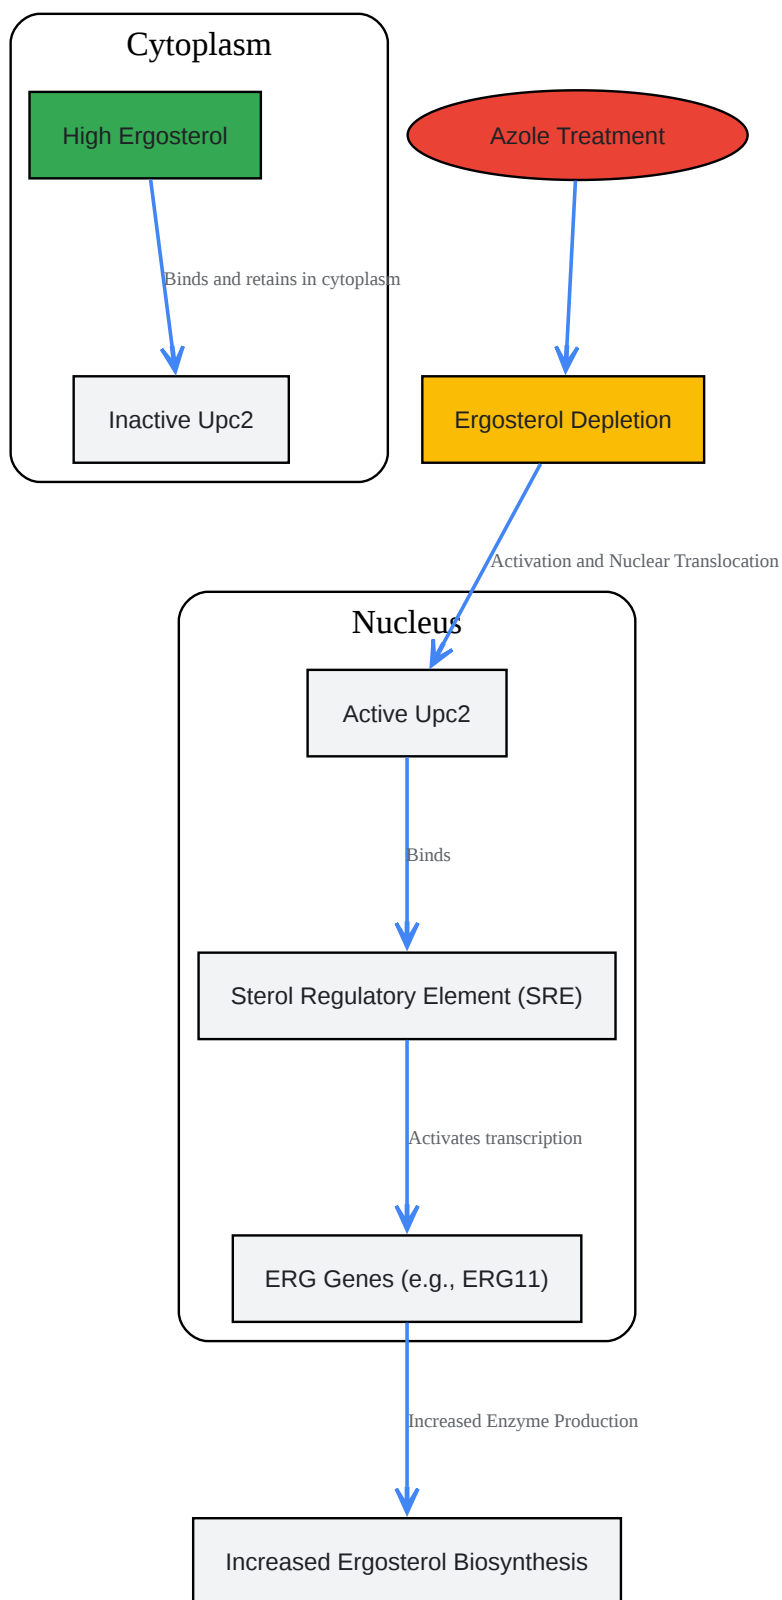 Cytoplasm
High Ergosterol
Azole Treatment
Binds and retains in cytoplasm
Inactive Upc2
Ergosterol Depletion
Activation and Nuclear Translocation
Nucleus
Active Upc2
Binds
Sterol Regulatory Element (SRE)
Activates transcription
ERG Genes (e.g., ERG11)
Increased Enzyme Production
Increased Ergosterol Biosynthesis